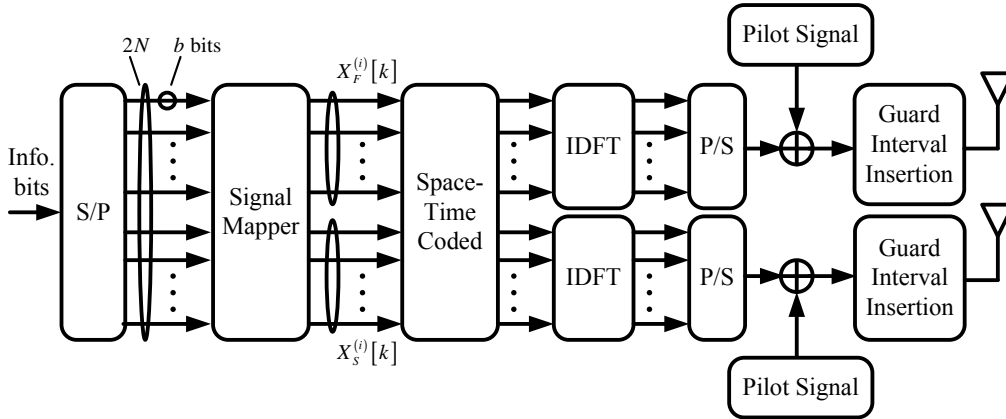 2N
b bits
X_F^{(i)}[k]
Pilot Signal
Info.
bits
S/P
Signal
Mapper
Space-
Time
Coded
IDFT
P/S
Guard
Interval
Insertion
IDFT
P/S
Guard
Interval
Insertion
X_S^{(i)}[k]
Pilot Signal